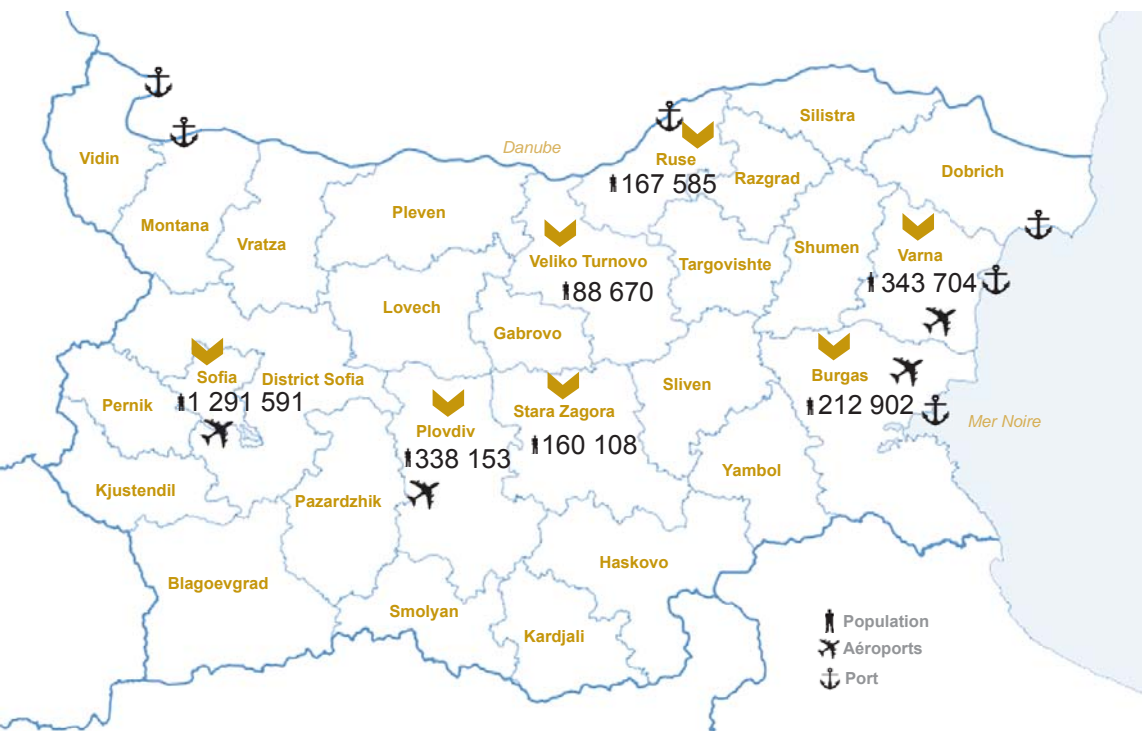 Silistra
Danube
Vidin
Ruse
167 585
Razgrad
Dobrich
Pleven
Montana
Vratza
Veliko Turnovo
88 670
Targovishte
Shumen
Varna
343 704
Lovech
Gabrovo
Sofia
1 291 591
District Sofia
Pernik
Plovdiv
338 153
Stara Zagora
160 108
Sliven
Burgas
212 902
Mer Noire
Yambol
Kjustendil
Pazardzhik
Haskovo
Blagoevgrad
Smolyan
Kardjali
Population
Aéroports
Port